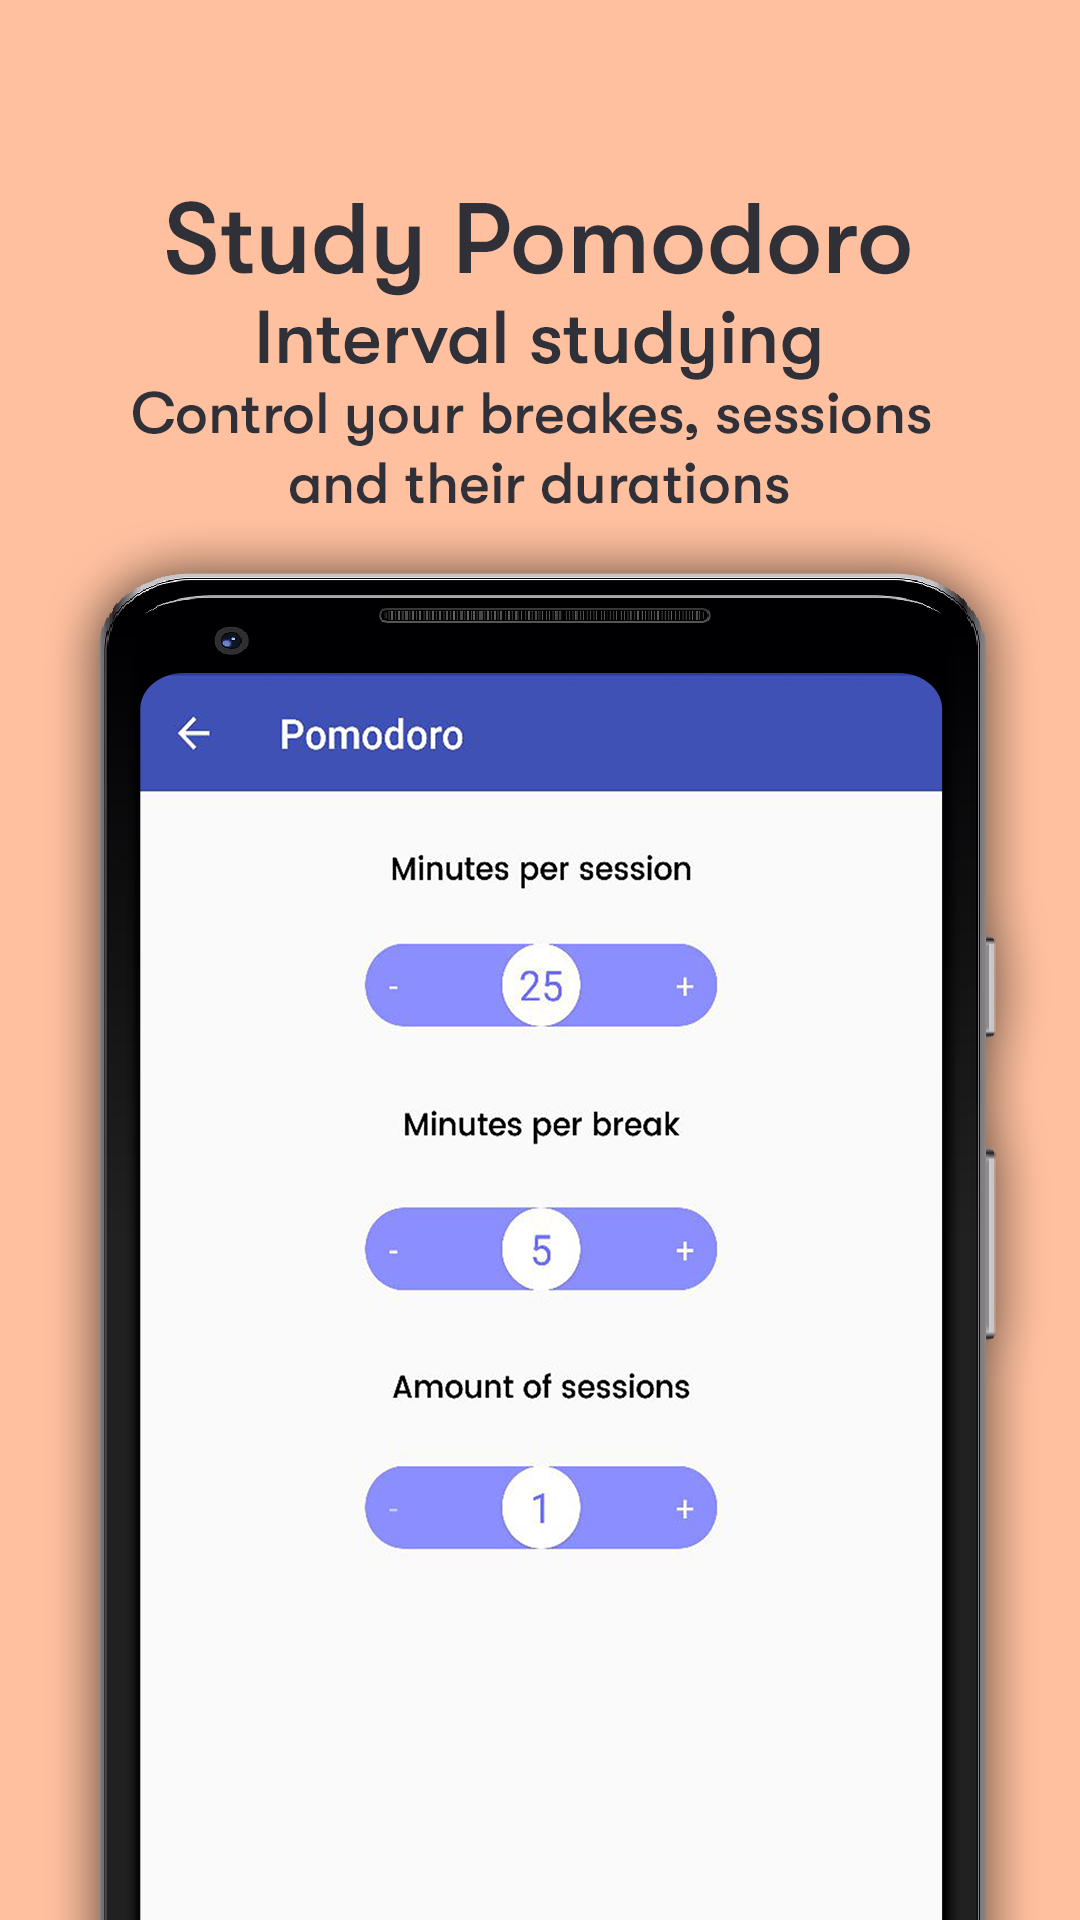 Study Pomodoro
Interval studying
Control your breakes, sessions
and their durations
Pomodoro
Minutes per session
- 25 +
Minutes per break
- 5 +
Amount of sessions
- 1 +